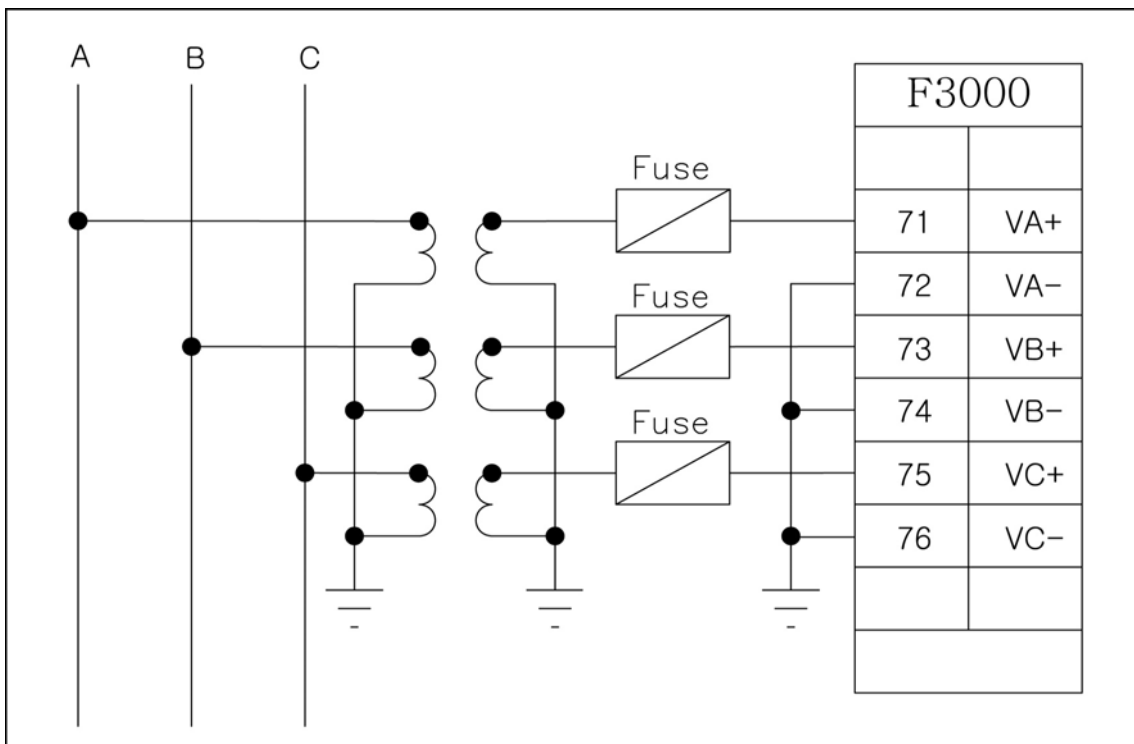 A B C
F3000
Fuse
71 VA+
72 VA-
Fuse
73 VB+
74 VB-
Fuse
75 VC+
76 VC-